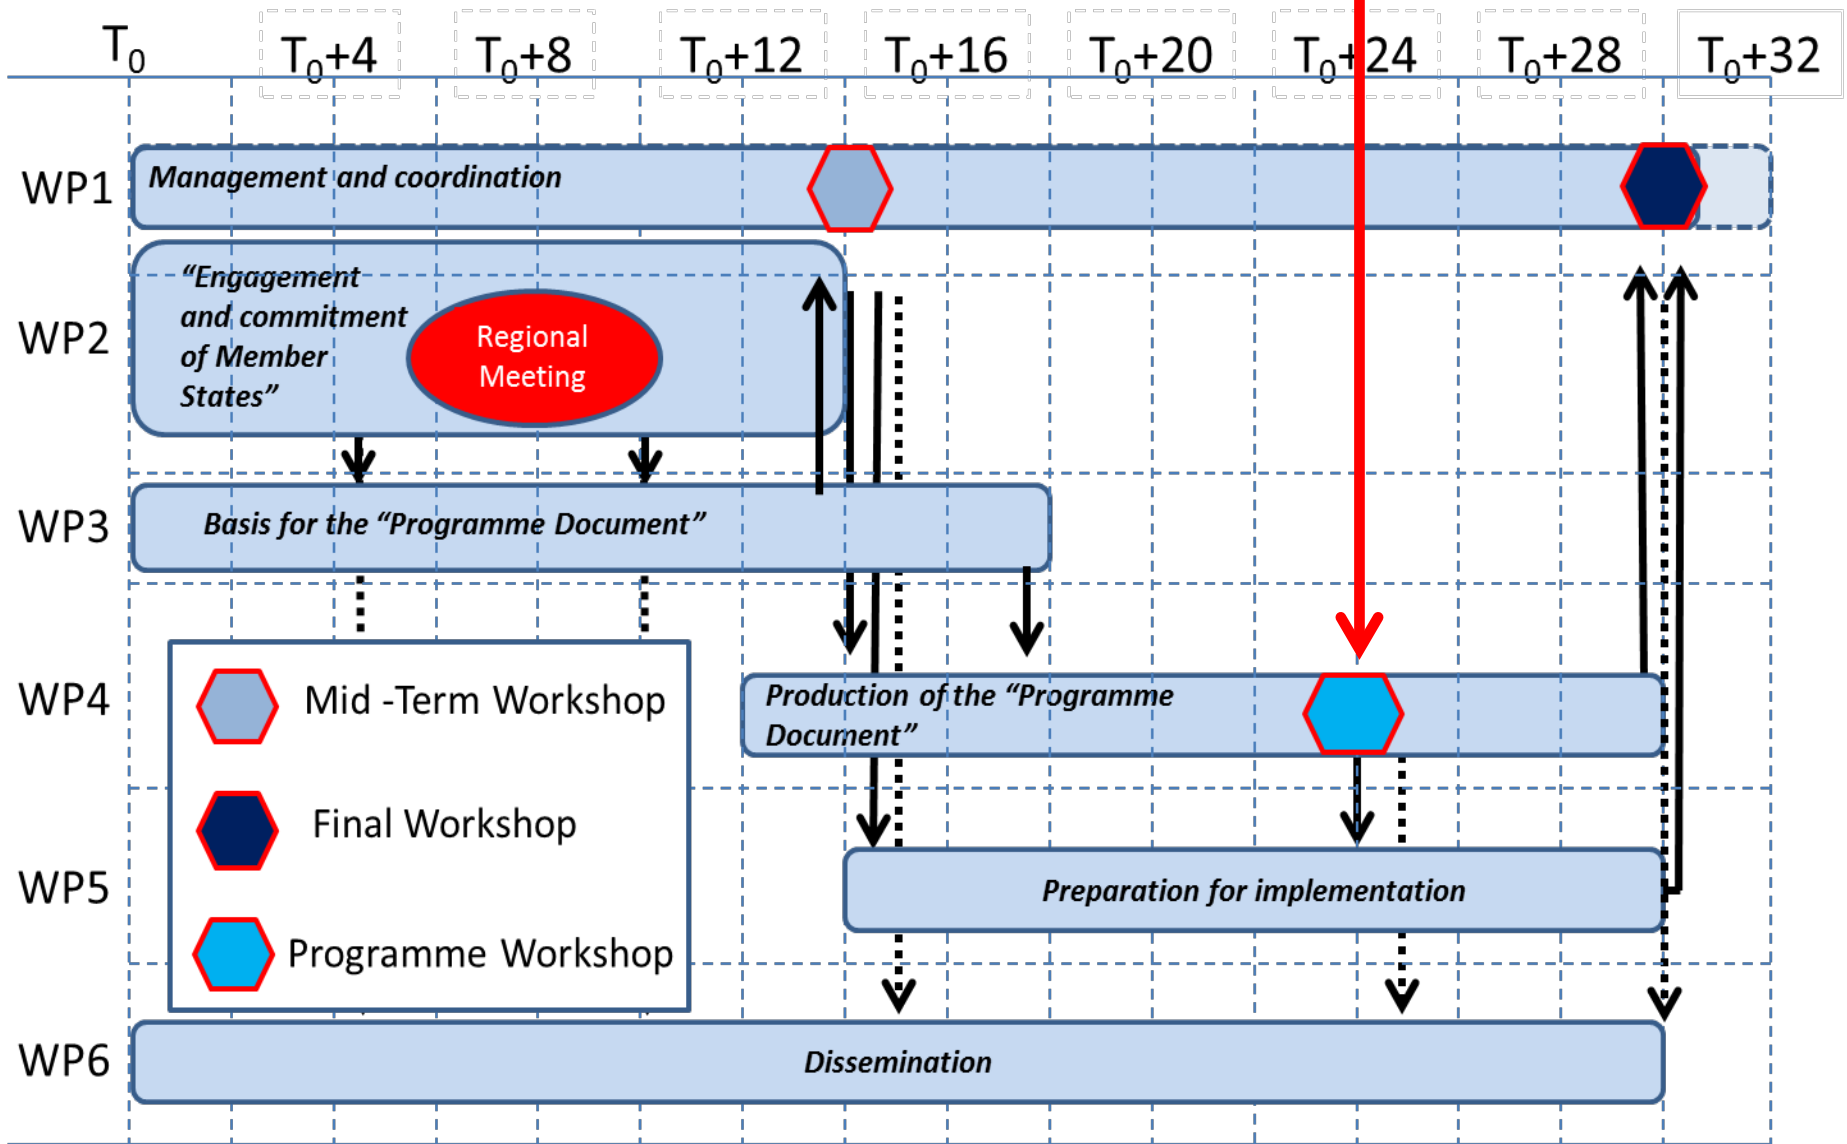 T0 T0+4 T0+8 T0+12 T0+16 T0+20 T0+24 T0+28 T0+32
WP1
Management and coordination
WP2
“Engagement
and commitment
of Member
States”
Regional
Meeting
WP3
Basis for the “Programme Document”
WP4
Production of the “Programme
Document”
Mid -Term Workshop
Final Workshop
Programme Workshop
WP5
Preparation for implementation
WP6
Dissemination